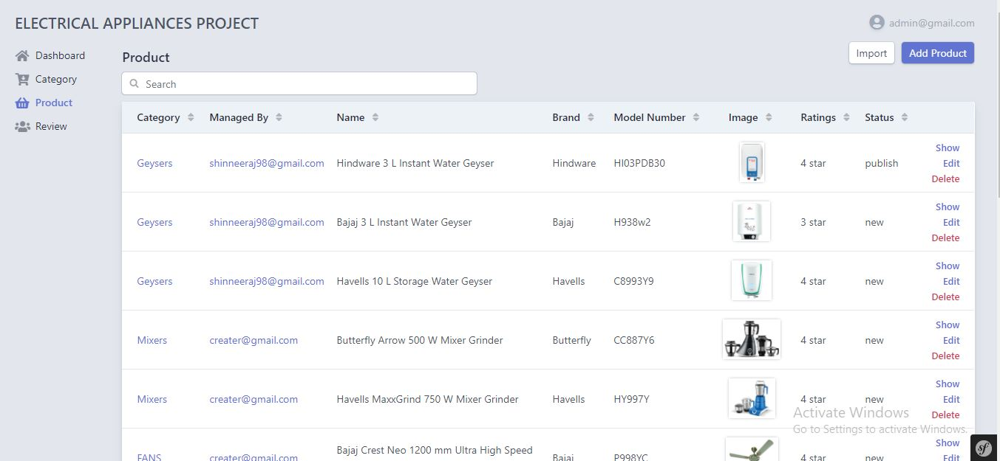 ELECTRICAL APPLIANCES PROJECT
admin@gmail.com
Dashboard
Category
Product
Review
Product
Import
Add Product
Search
Category Managed By Name Brand Model Number Image Ratings Status
Geysers shinneeraj98@gmail.com Hindware 3 L Instant Water Geyser Hindware HI03PDB30 4 star publish
Show
Edit
Delete
Geysers shinneeraj98@gmail.com Bajaj 3 L Instant Water Geyser Bajaj H938w2 3 star new
Show
Edit
Delete
Geysers shinneeraj98@gmail.com Havells 10 L Storage Water Geyser Havells C8993Y9 4 star new
Show
Edit
Delete
Mixers creater@gmail.com Butterfly Arrow 500 W Mixer Grinder Butterfly CC887Y6 4 star new
Show
Edit
Delete
Mixers creater@gmail.com Havells MaxxGrind 750 W Mixer Grinder Havells HY997Y 4 star new
Show
Edit
Delete
Activate Windows
Go to Settings to activate Windows.
Bajaj Crest Neo 1200 mm Ultra High Speed
FANS creater@gmail.com Bajaj P998YC 4 star new
Show
Edit
sf